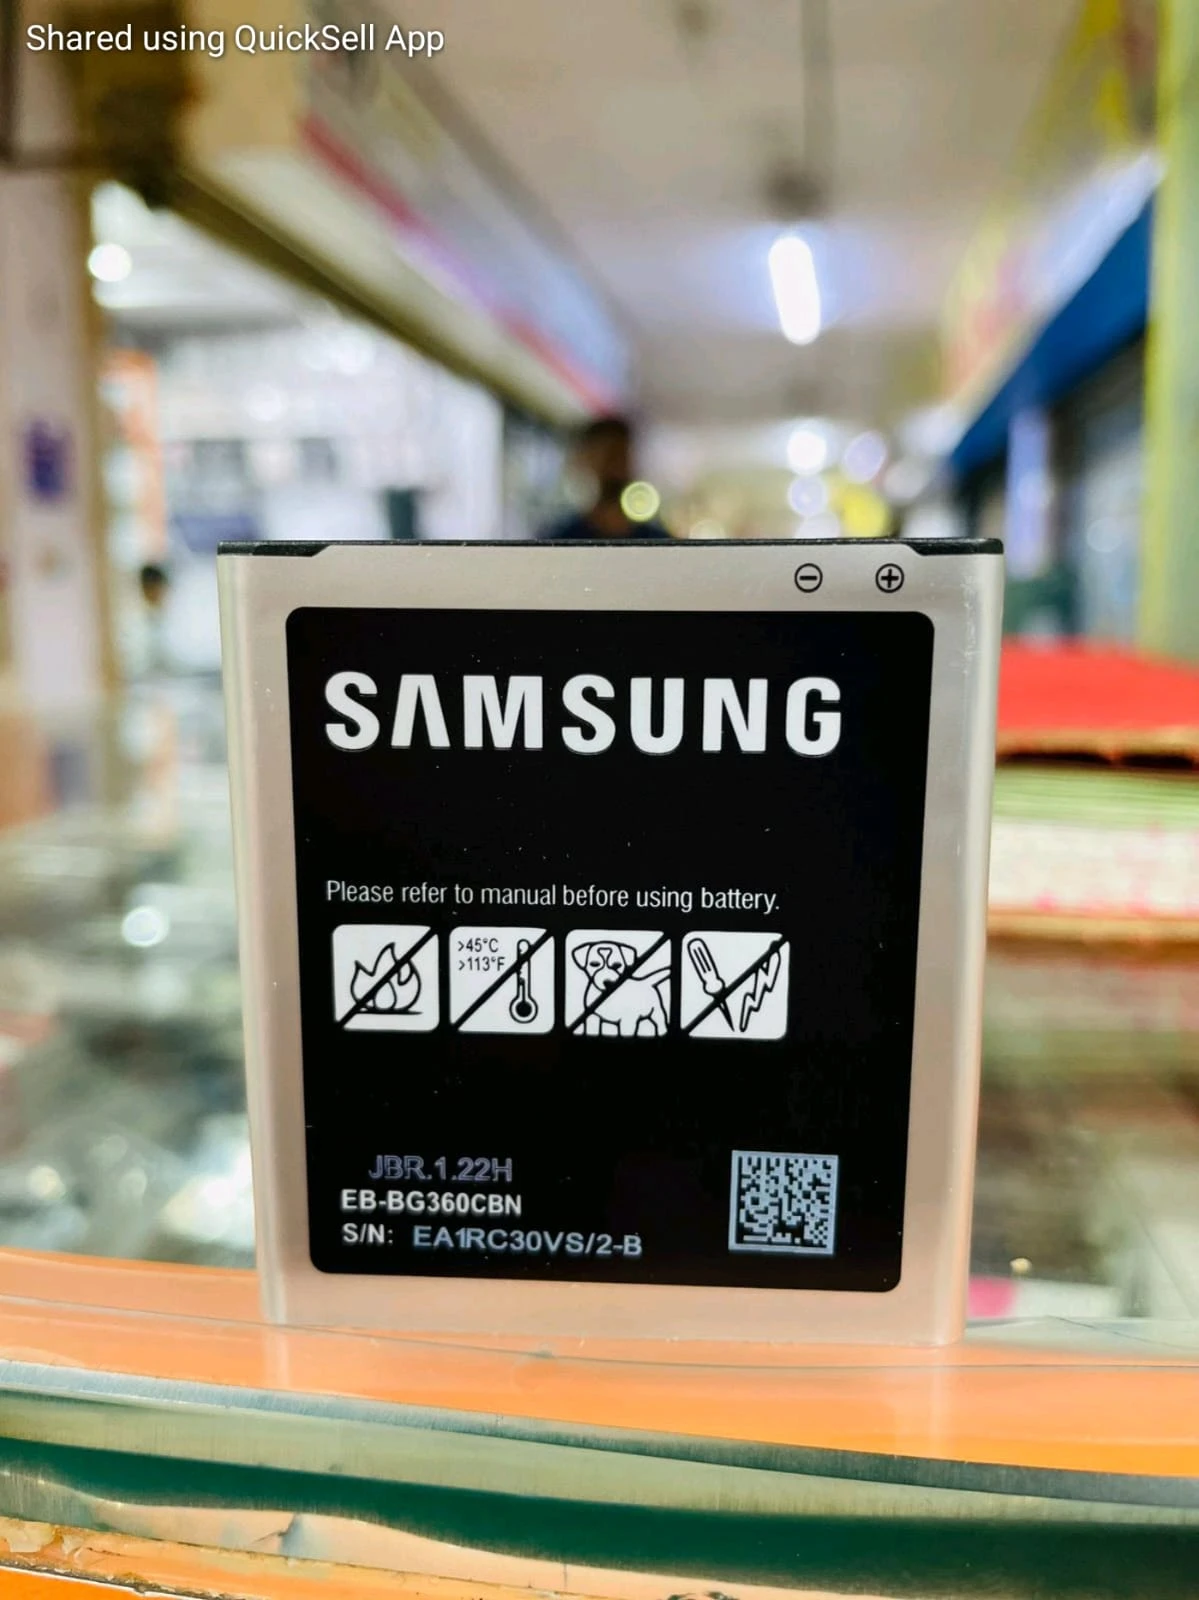 Shared using QuickSell App
SAMSUNG
Please refer to manual before using battery.
>45°C
>113°F
JBR.1.22H
EB-BG360CBN
S/N: EA1RC30VS/2-B